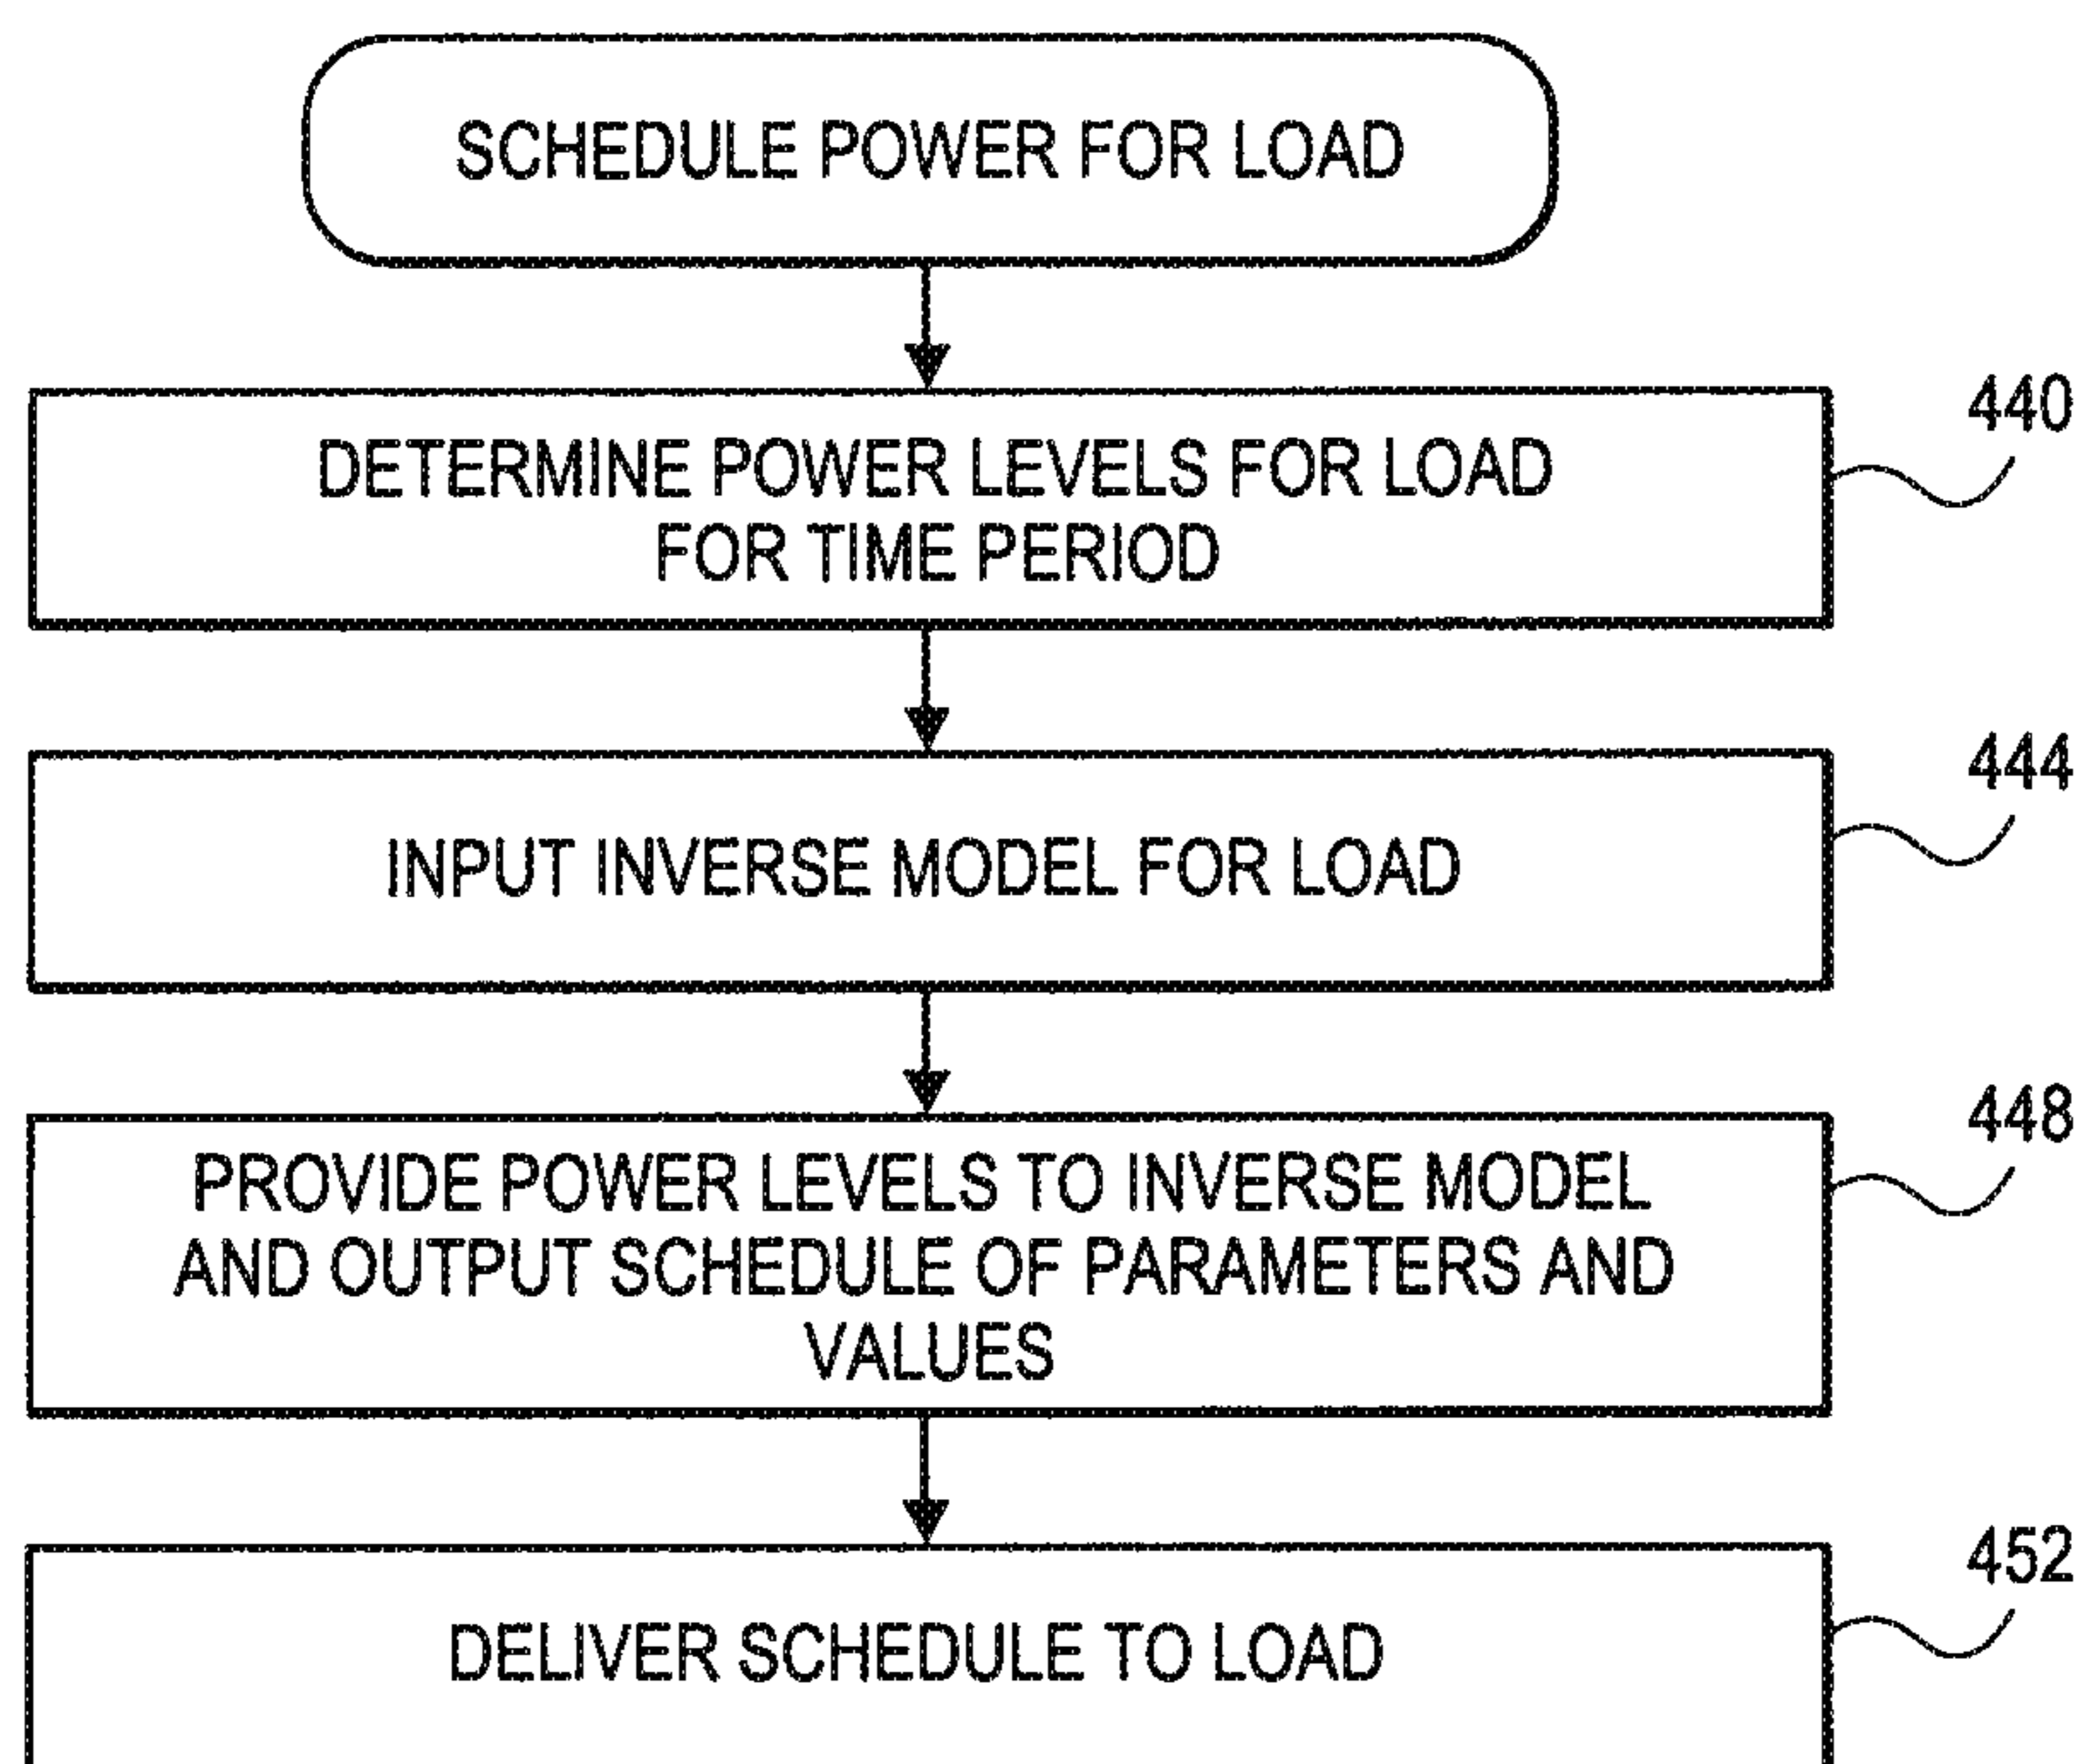 SCHEDULE POWER FOR LOAD
440
DETERMINE POWER LEVELS FOR LOAD
FOR TIME PERIOD
444
INPUT INVERSE MODEL FOR LOAD
448
PROVIDE POWER LEVELS TO INVERSE MODEL
AND OUTPUT SCHEDULE OF PARAMETERS AND
VALUES
452
DELIVER SCHEDULE TO LOAD